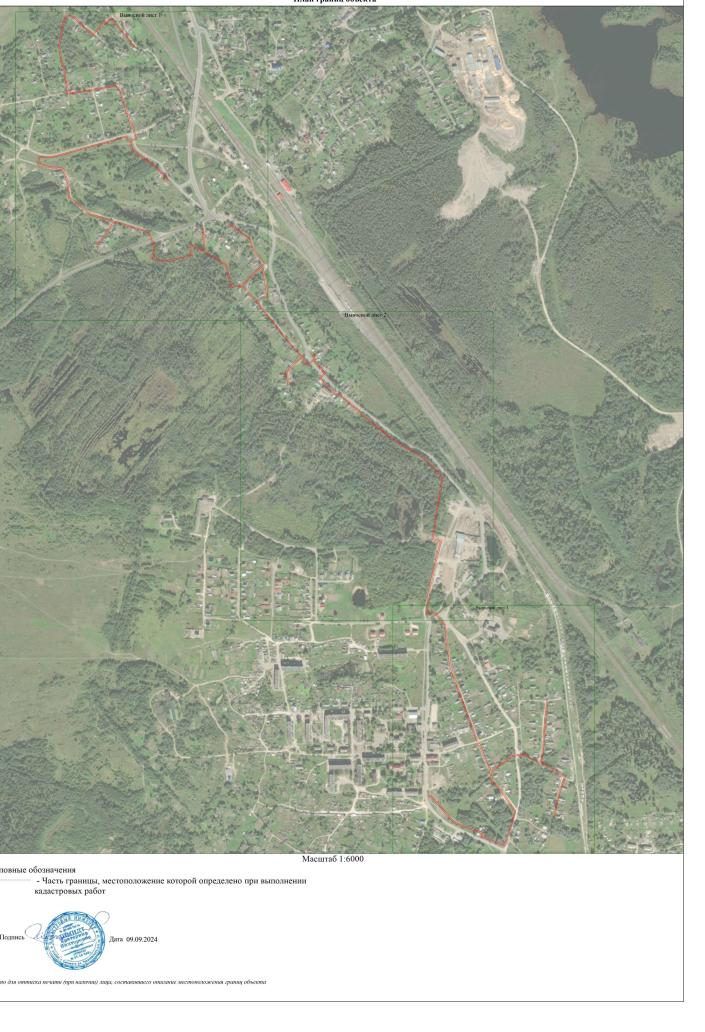 План границ объекта
Выносной лист 1
Выносной лист 2
Выносной лист 3
Масштаб 1:6000
ловные обозначения
- Часть границы, местоположение которой определено при выполнении
кадастровых работ
Подпись
Дата 09.09.2024
то для оттиска печати (при наличии) лица, составившего описание местоположения границ объекта